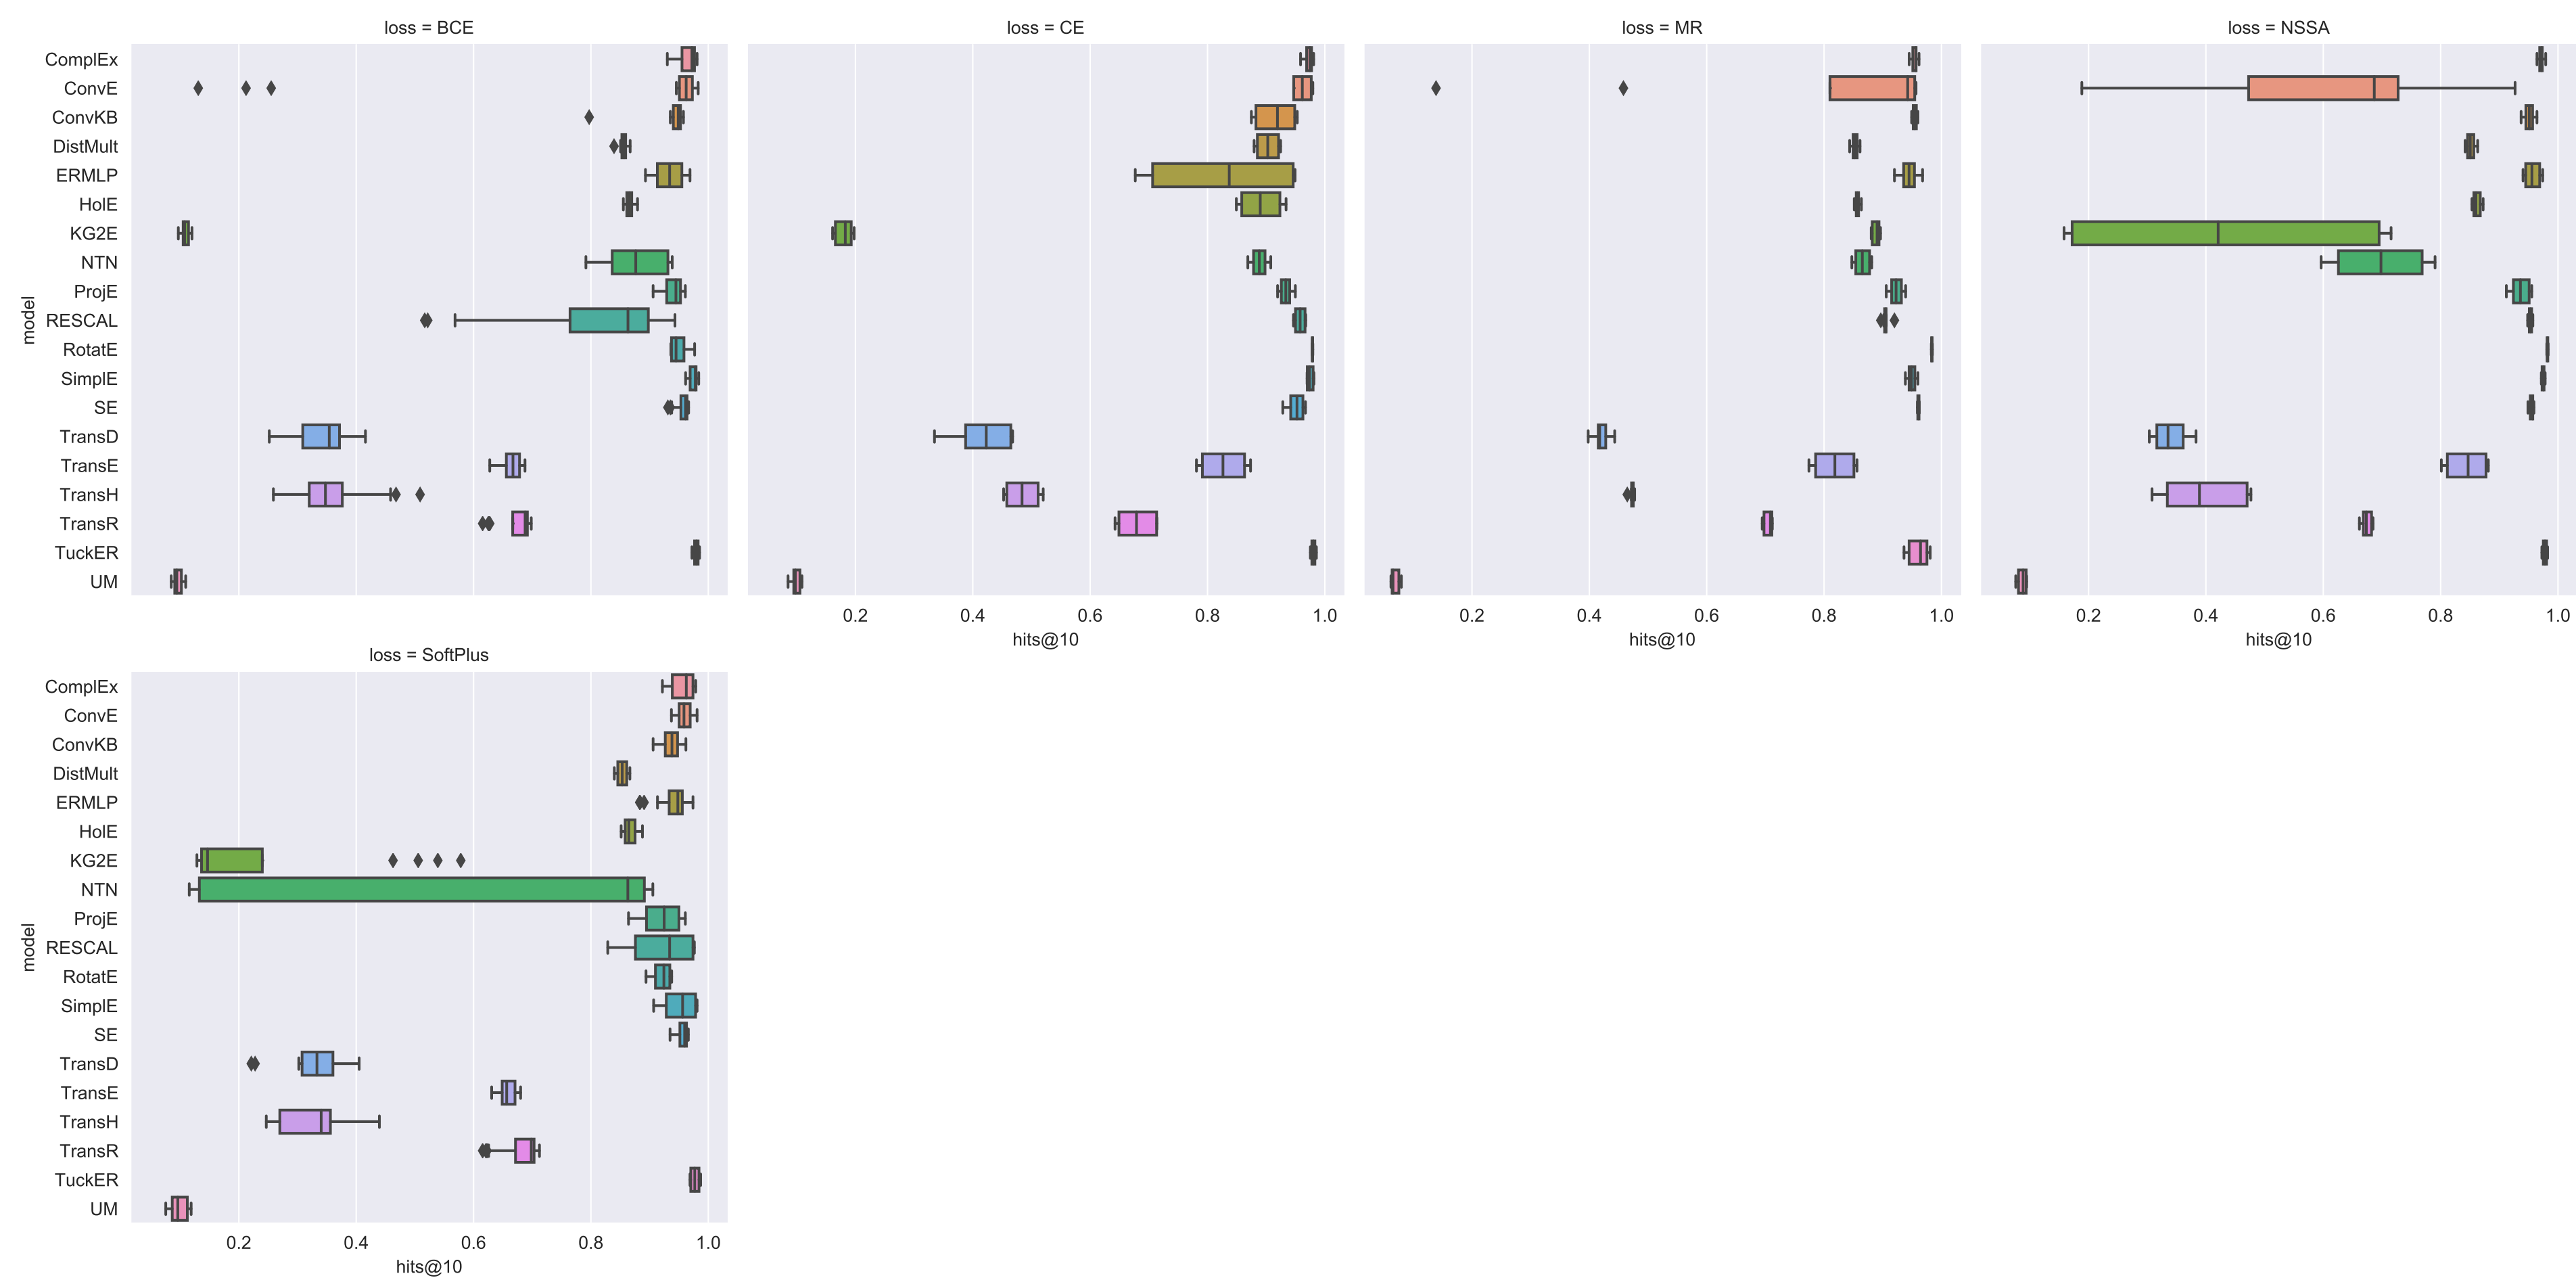 loss = BCE
loss = CE
loss = MR
loss = NSSA
model
ComplEx
ConvE
ConvKB
DistMult
ERMLP
HolE
KG2E
NTN
ProjE
RESCAL
RotatE
SimplE
SE
TransD
TransE
TransH
TransR
TuckER
UM
0.2 0.4 0.6 0.8 1.0
hits@10
0.2 0.4 0.6 0.8 1.0
hits@10
0.2 0.4 0.6 0.8 1.0
hits@10
loss = SoftPlus
model
ComplEx
ConvE
ConvKB
DistMult
ERMLP
HolE
KG2E
NTN
ProjE
RESCAL
RotatE
SimplE
SE
TransD
TransE
TransH
TransR
TuckER
UM
0.2 0.4 0.6 0.8 1.0
hits@10